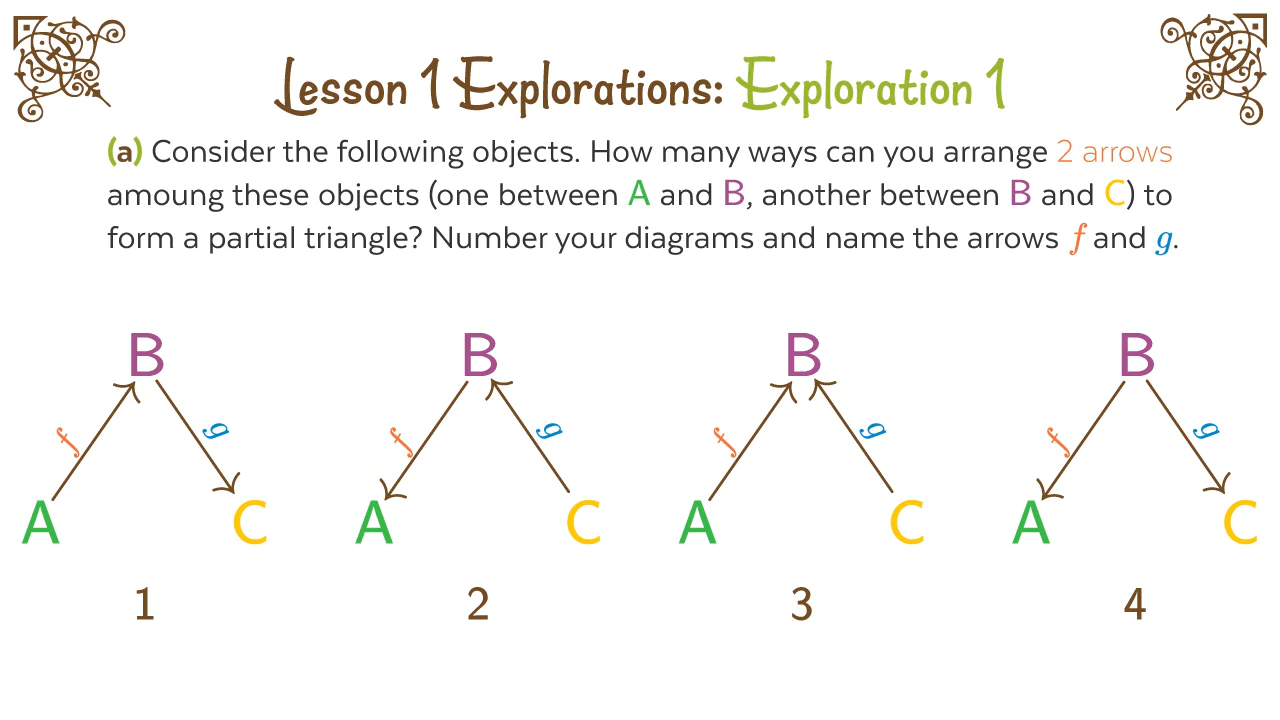 Lesson 1 Explorations: Exploration 1
(a) Consider the following objects. How many ways can you arrange 2 arrows
amoung these objects (one between A and B, another between B and C) to
form a partial triangle? Number your diagrams and name the arrows f and g.
B B B B
f g f g f g f g
A C A C A C A C
1 2 3 4